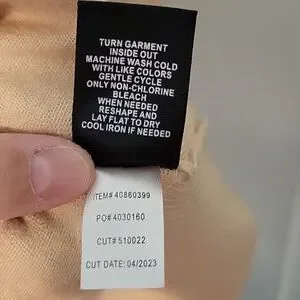 TURN GARMENT
INSIDE OUT
MACHINE WASH COLD
WITH LIKE COLORS
GENTLE CYCLE
ONLY NON-CHLORINE
BLEACH
WHEN NEEDED
RESHAPE AND
LAY FLAT TO DRY
COOL IRON IF NEEDED
ITEM# 40860399
PO# 4030160
CUT# 510022
CUT DATE: 04/2023